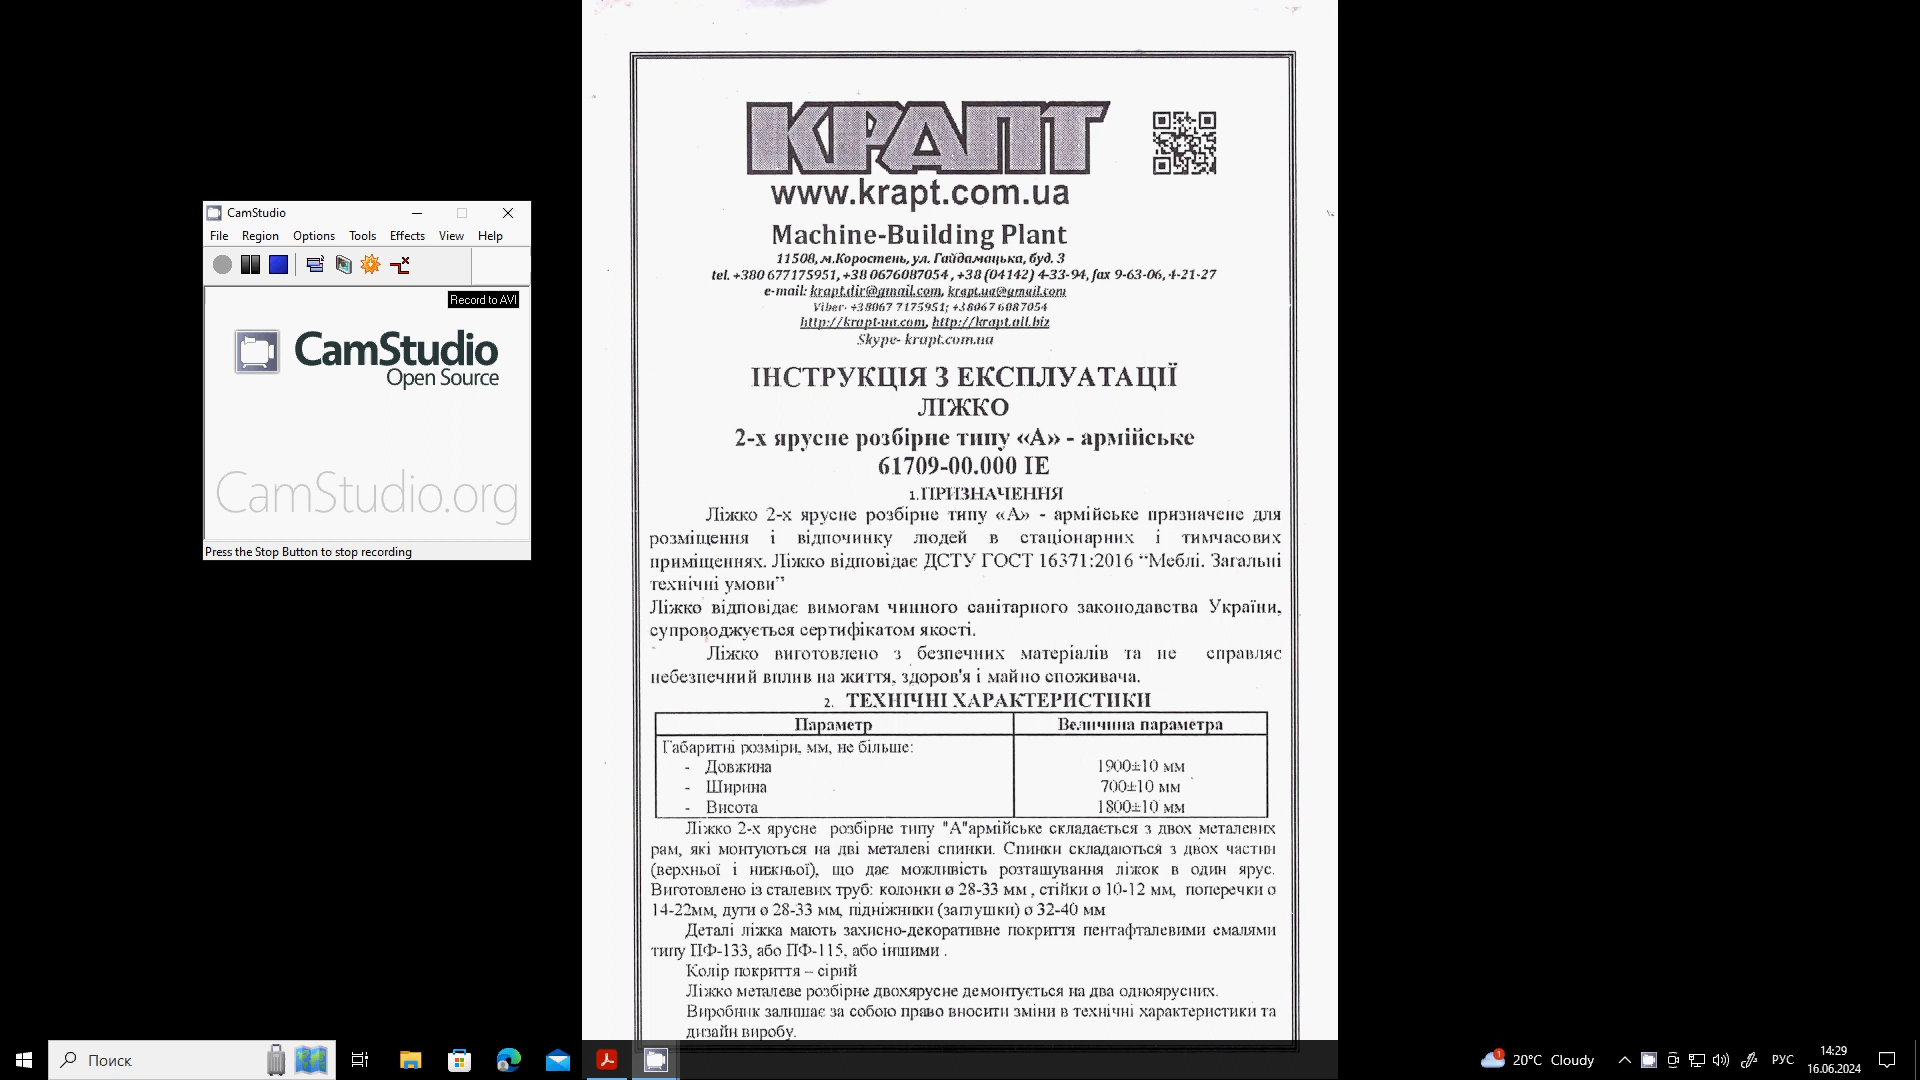 CamStudio
File Region Options Tools Effects View Help
Record to AVI
CamStudio
Open Source
CamStudio.org
Press the Stop Button to stop recording
КРАПТ
www.krapt.com.ua
Machine-Building Plant
11508, м.Коростень, ул. Гайдамацька, буд. 3
tel. +380 677175951, +38 0676087054 , +38 (04142) 4-33-94, fax 9-63-06, 4-21-27
e-mail: krapt.dir@gmail.com, krapt.ua@gmail.com
Viber- +38067 7175951; +38067 6087054
http://krapt-ua.com, http://krapt.all.biz
Skype- krapt.com.ua
ІНСТРУКЦІЯ З ЕКСПЛУАТАЦІЇ
ЛІЖКО
2-х ярусне розбірне типу «А» - армійське
61709-00.000 ІЕ
1.ПРИЗНАЧЕННЯ
Ліжко 2-х ярусне розбірне типу «А» - армійське призначене для
розміщення і відпочинку людей в стаціонарних і тимчасових
приміщеннях. Ліжко відповідає ДСТУ ГОСТ 16371:2016 “Меблі. Загальні
технічні умови”
Ліжко відповідає вимогам чинного санітарного законодавства України,
супроводжується сертифікатом якості.
Ліжко виготовлено з безпечних матеріалів та не справляє
небезпечний вплив на життя, здоров'я і майно споживача.
2. ТЕХНІЧНІ ХАРАКТЕРИСТИКИ
Параметр Величина параметра
Габаритні розміри, мм, не більше:
- Довжина 1900±10 мм
- Ширина 700±10 мм
- Висота 1800±10 мм
Ліжко 2-х ярусне розбірне типу "А"армійське складається з двох металевих
рам, які монтуються на дві металеві спинки. Спинки складаються з двох частин
(верхньої і нижньої), що дає можливість розташування ліжок в один ярус.
Виготовлено із сталевих труб: колонки ø 28-33 мм , стійки ø 10-12 мм, поперечки ø
14-22мм, дуги ø 28-33 мм, підніжники (заглушки) ø 32-40 мм
Деталі ліжка мають захисно-декоративне покриття пентафталевими емалями
типу ПФ-133, або ПФ-115, або іншими .
Колір покриття – сірий
Ліжко металеве розбірне двохярусне демонтується на два одноярусних.
Виробник залишає за собою право вносити зміни в технічні характеристики та
дизайн виробу.
Поиск
20°C Cloudy
РУС
14:29
16.06.2024